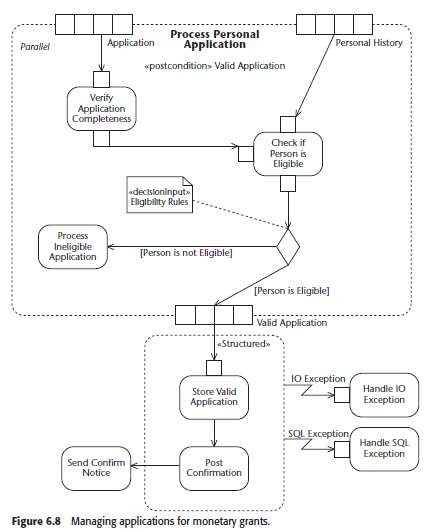 Parallel
Application
Process Personal
Application
Personal History
«postcondition» Valid Application
Verify
Application
Completeness
Check if
Person is
Eligible
«decisionInput»
Eligibility Rules
Process
Ineligible
Application
[Person is not Eligible]
[Person is Eligible]
Valid Application
«Structured»
Store Valid
Application
IO Exception
Handle IO
Exception
SQL Exception
Handle SQL
Exception
Send Confirm
Notice
Post
Confirmation
Figure 6.8 Managing applications for monetary grants.